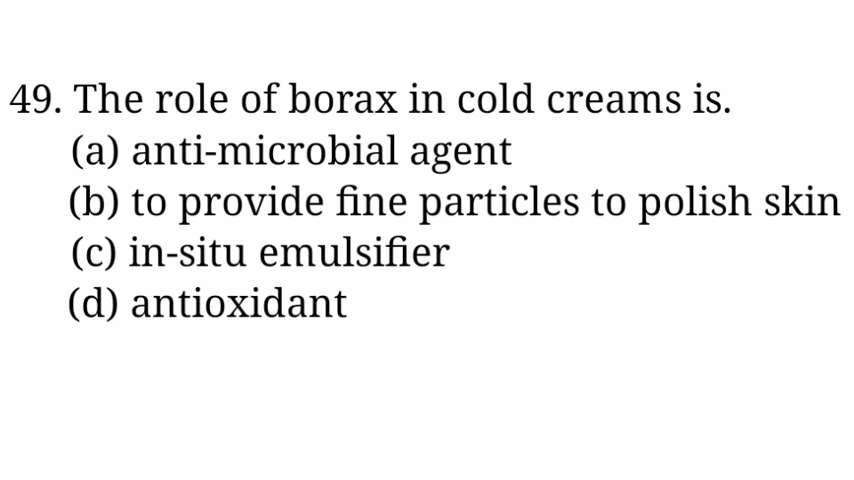 49. The role of borax in cold creams is.
(a) anti-microbial agent
(b) to provide fine particles to polish skin
(c) in-situ emulsifier
(d) antioxidant